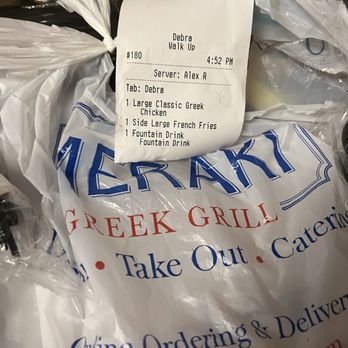 Debra
Walk Up
#180 4:52 PM
Server: Alex R
Tab: Debra
1 Large Classic Greek
Chicken
1 Side Large French Fries
1 Fountain Drink
Fountain Drink
MERAKI
GREEK GRILL
• Take Out • Catering
Online Ordering & Delivery